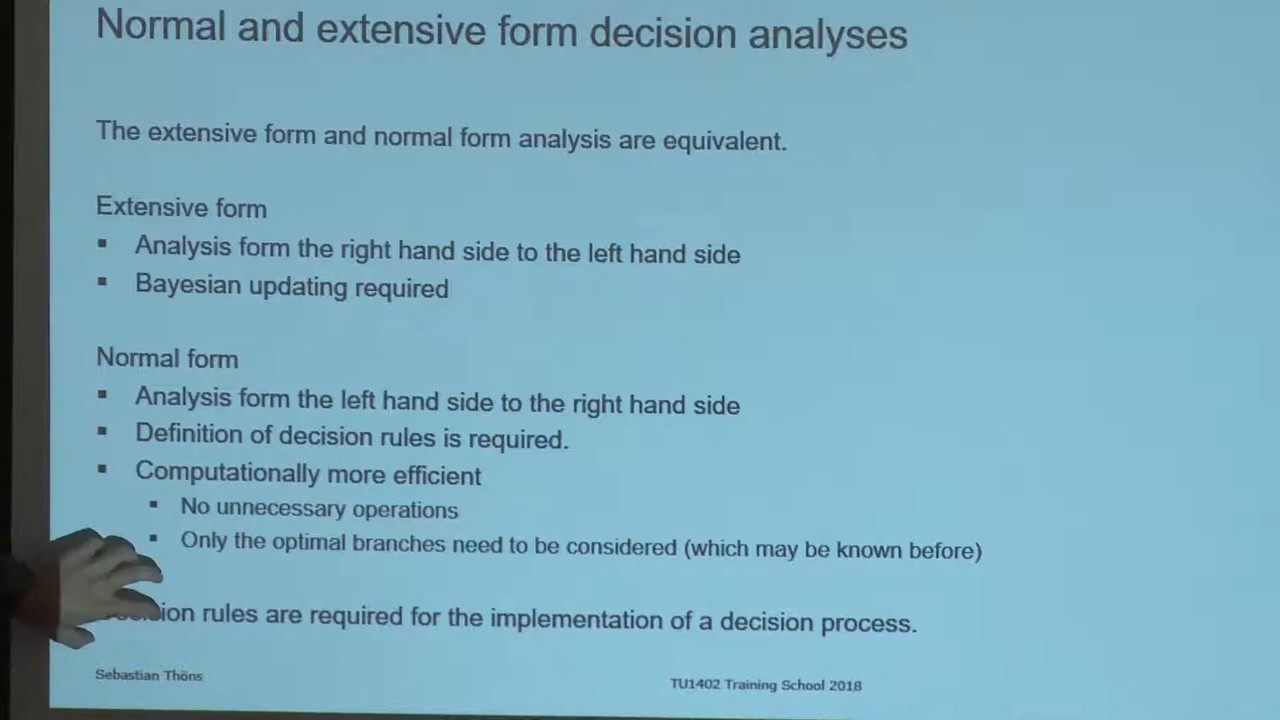 Normal and extensive form decision analyses
The extensive form and normal form analysis are equivalent.
Extensive form
▪ Analysis form the right hand side to the left hand side
▪ Bayesian updating required
Normal form
▪ Analysis form the left hand side to the right hand side
▪ Definition of decision rules is required.
▪ Computationally more efficient
▪ No unnecessary operations
▪ Only the optimal branches need to be considered (which may be known before)
rules are required for the implementation of a decision process.
Sebastian Thöns
TU1402 Training School 2018